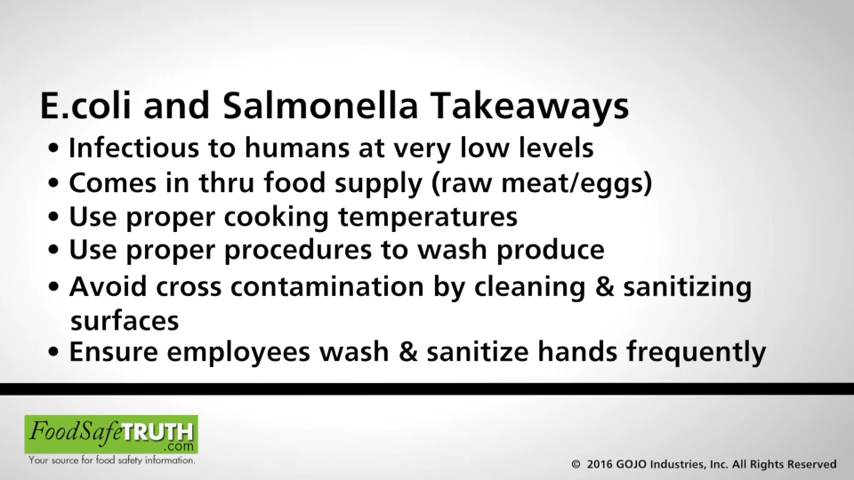 E.coli and Salmonella Takeaways
• Infectious to humans at very low levels
• Comes in thru food supply (raw meat/eggs)
• Use proper cooking temperatures
• Use proper procedures to wash produce
• Avoid cross contamination by cleaning & sanitizing
surfaces
• Ensure employees wash & sanitize hands frequently
FoodSafeTRUTH
.com
Your source for food safety information.
© 2016 GOJO Industries, Inc. All Rights Reserved